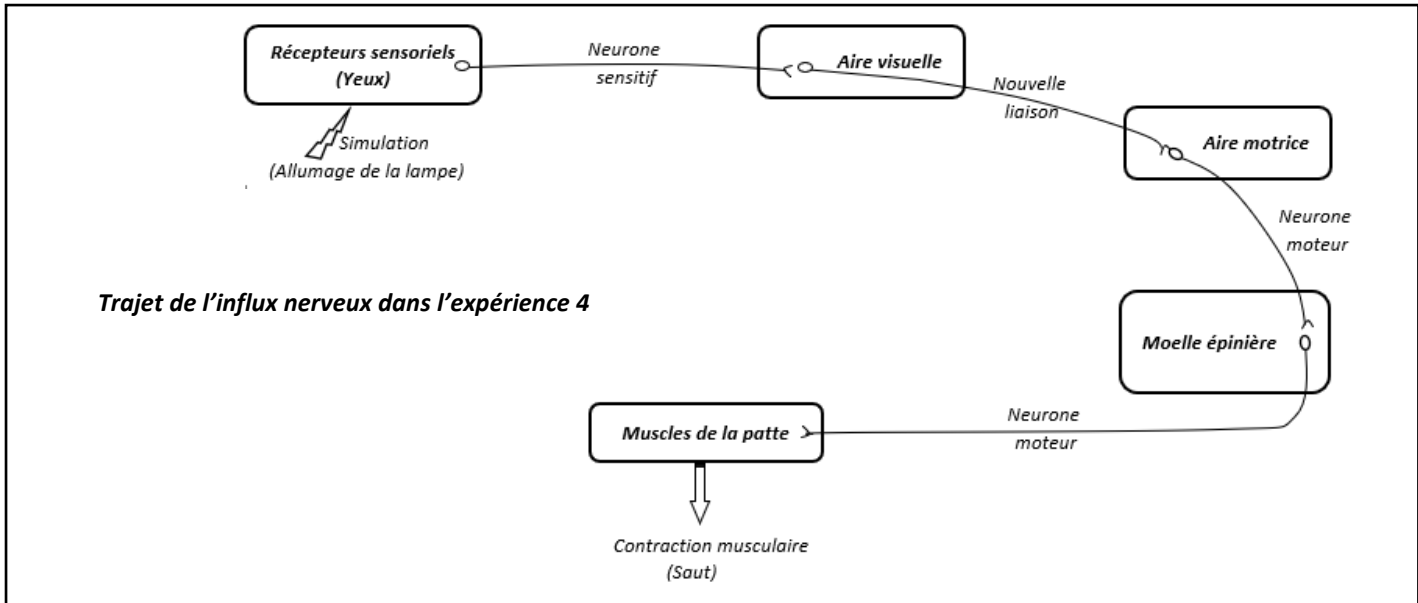 Récepteurs sensoriels
(Yeux)
Neurone
sensitif
Aire visuelle
Nouvelle
liaison
Aire motrice
Simulation
(Allumage de la lampe)
Neurone
moteur
Trajet de l’influx nerveux dans l’expérience 4
Moelle épinière
Neurone
moteur
Muscles de la patte
Contraction musculaire
(Saut)